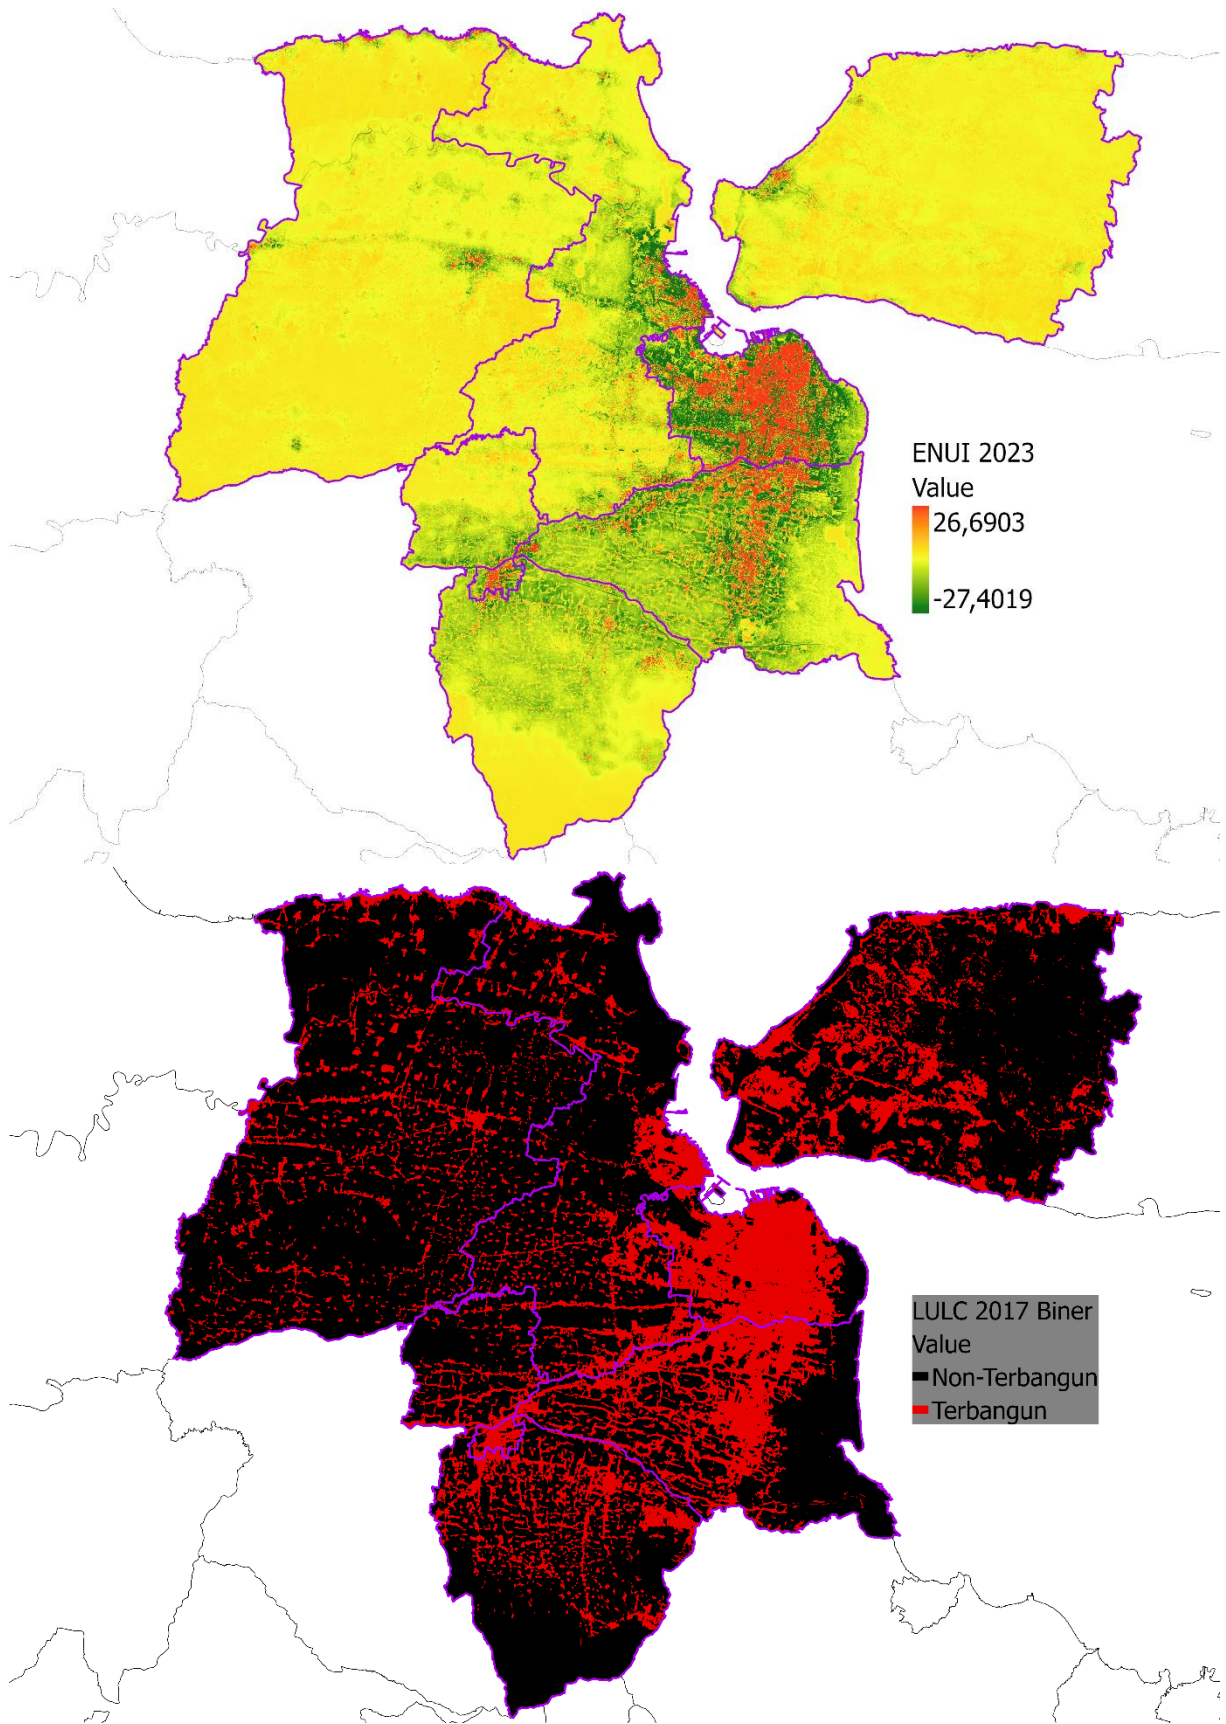 ENUI 2023
Value
26,6903
-27,4019
LULC 2017 Biner
Value
Non-Terbangun
Terbangun